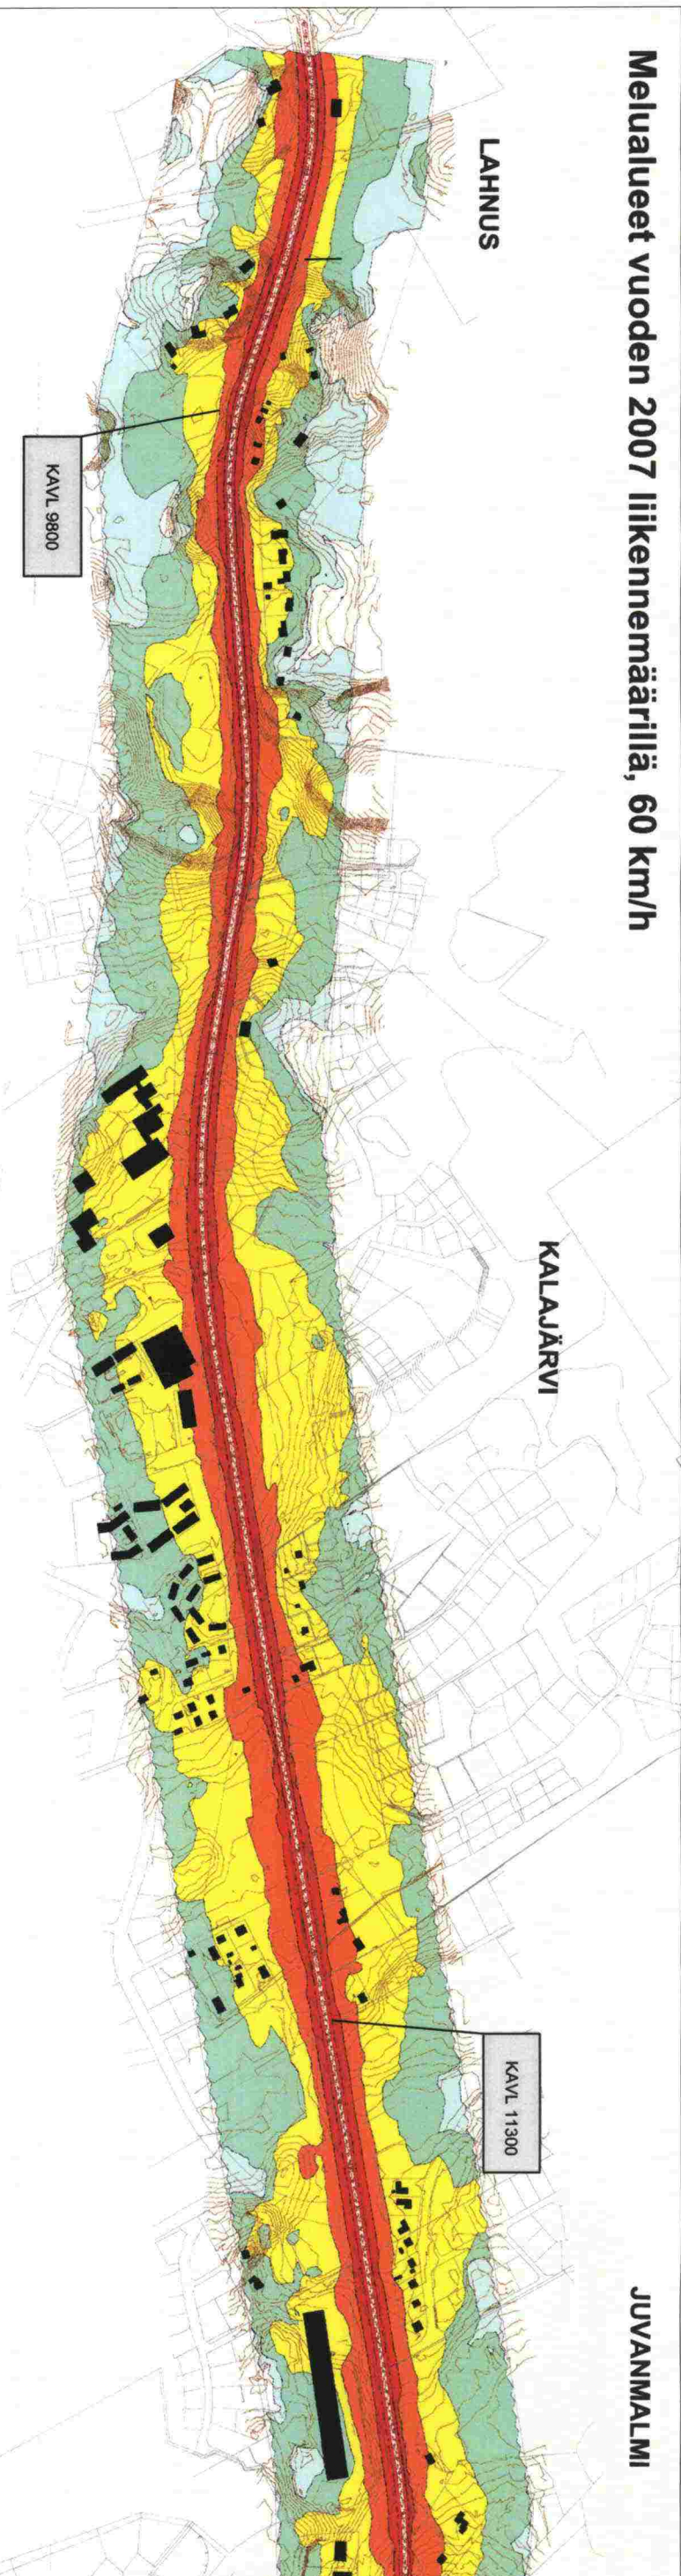 Melualueet vuoden 2007 liikennemäärillä, 60 km/h
LAHNUS
KALAJÄRVI
JUVANMALMI
KAVL 9800
KAVL 11300